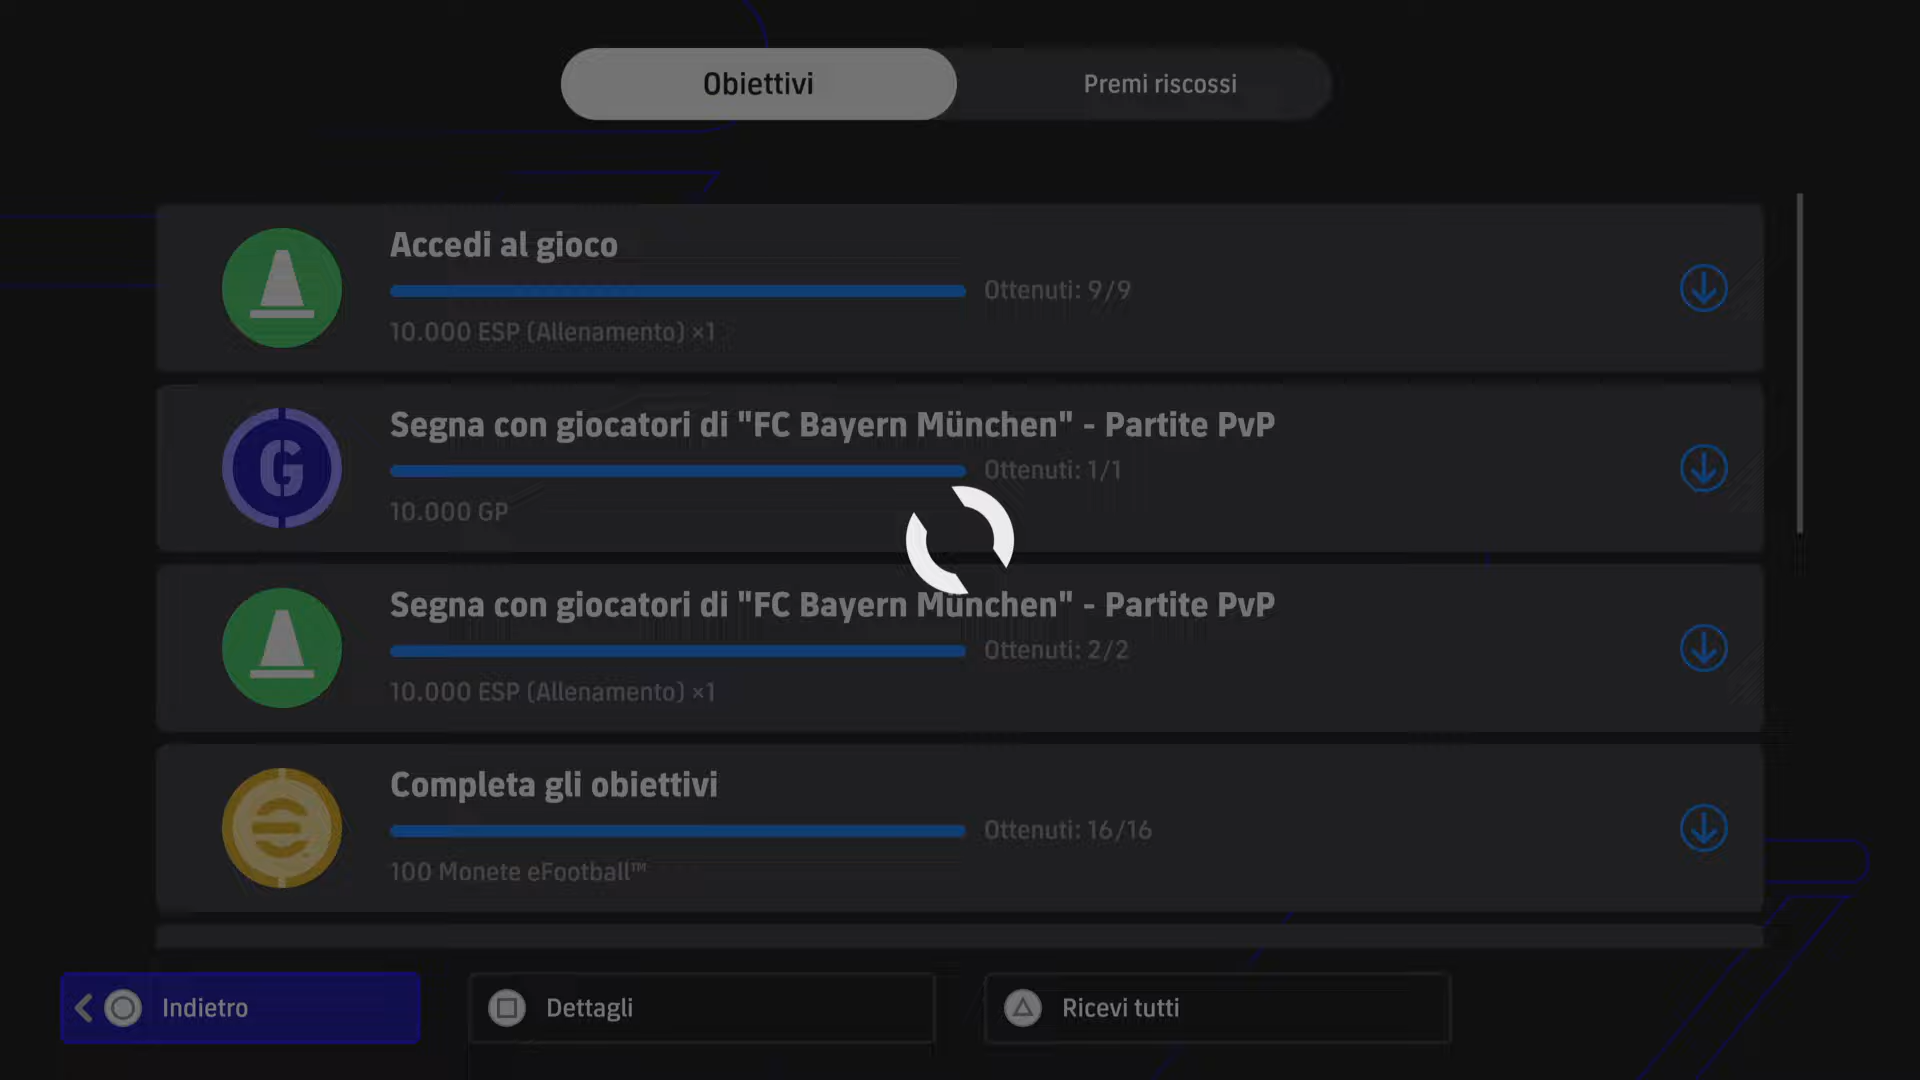 Obiettivi
Premi riscossi
Accedi al gioco
Ottenuti: 9/9
10.000 ESP (Allenamento) ×1
G
Segna con giocatori di "FC Bayern München" - Partite PvP
Ottenuti: 1/1
10.000 GP
Segna con giocatori di "FC Bayern München" - Partite PvP
Ottenuti: 2/2
10.000 ESP (Allenamento) ×1
Completa gli obiettivi
Ottenuti: 16/16
100 Monete eFootball™
Indietro
Dettagli
Ricevi tutti